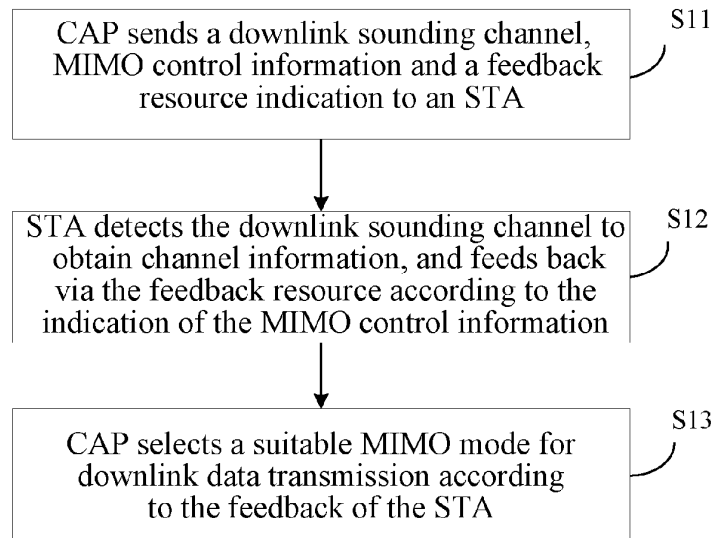 CAP sends a downlink sounding channel,
MIMO control information and a feedback
resource indication to an STA
S11
STA detects the downlink sounding channel to
obtain channel information, and feeds back
via the feedback resource according to the
indication of the MIMO control information
S12
CAP selects a suitable MIMO mode for
downlink data transmission according
to the feedback of the STA
S13